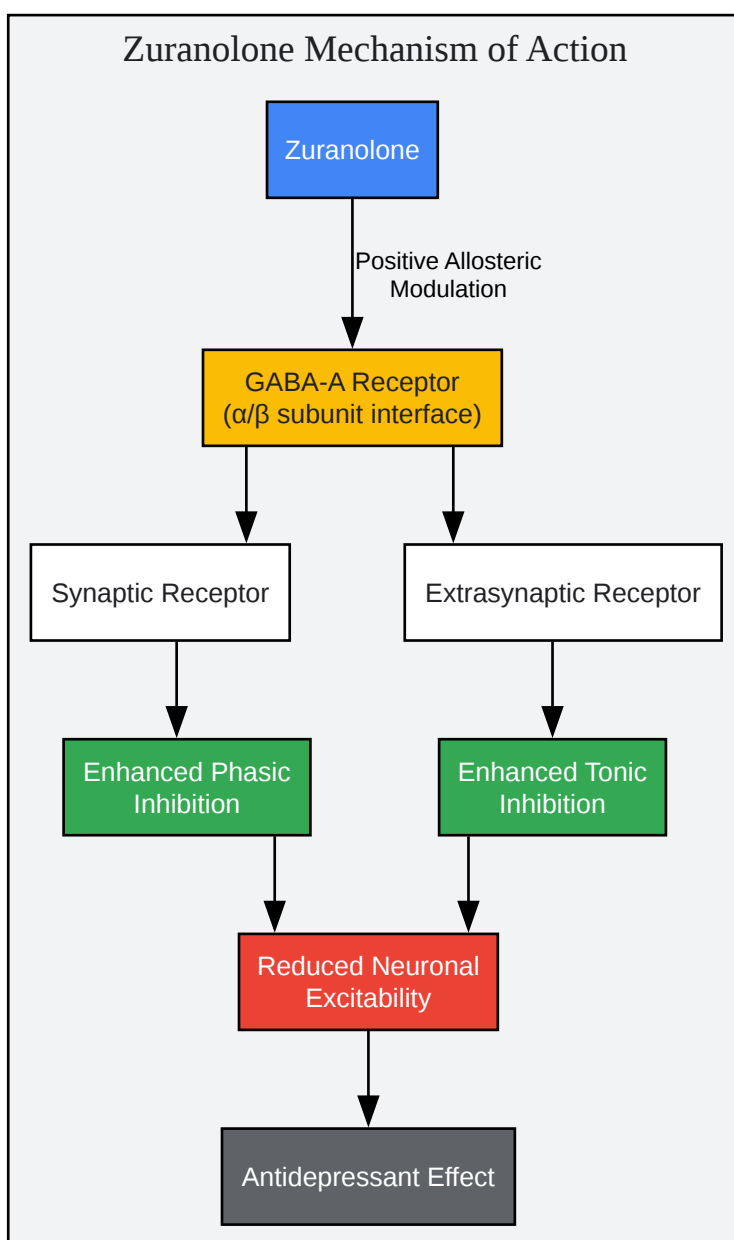 Zuranolone Mechanism of Action
Zuranolone
Positive Allosteric
Modulation
GABA-A Receptor
(α/β subunit interface)
Synaptic Receptor
Extrasynaptic Receptor
Enhanced Phasic
Inhibition
Enhanced Tonic
Inhibition
Reduced Neuronal
Excitability
Antidepressant Effect